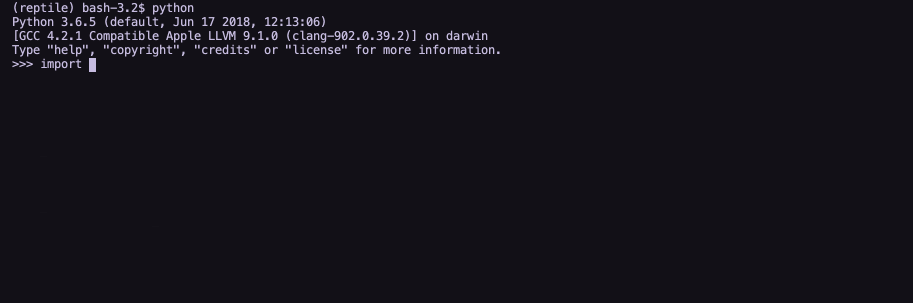 (reptile) bash-3.2$ python
Python 3.6.5 (default, Jun 17 2018, 12:13:06)
[GCC 4.2.1 Compatible Apple LLVM 9.1.0 (clang-902.0.39.2)] on darwin
Type "help", "copyright", "credits" or "license" for more information.
>>> import